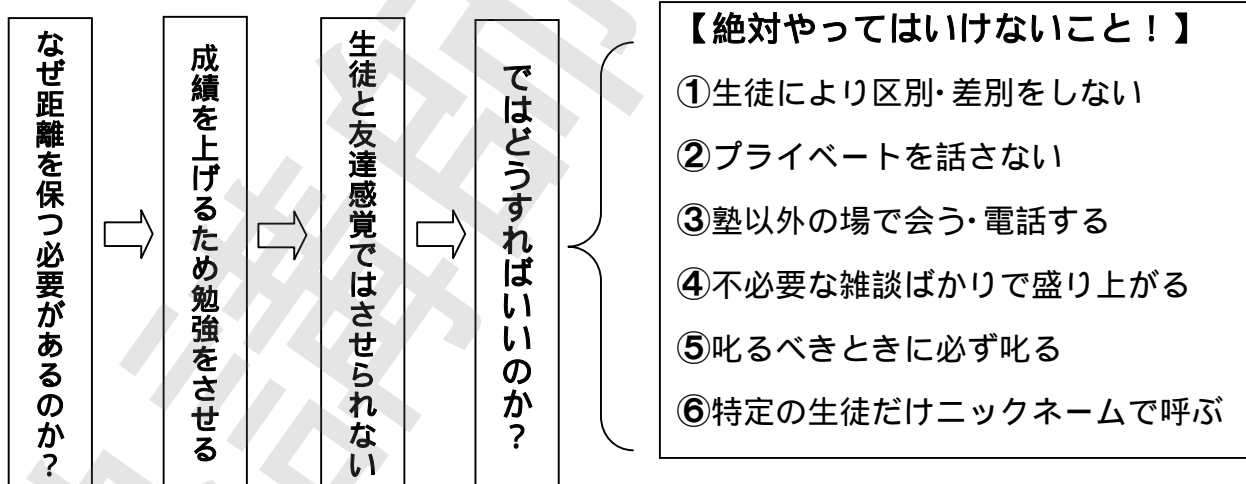 なぜ距離を保つ必要があるのか？
成績を上げるため勉強をさせる
生徒と友達感覚ではさせられない
ではどうすればいいのか？
【絶対やってはいけないこと！】
①生徒により区別・差別をしない
②プライベートを話さない
③塾以外の場で会う・電話する
④不必要な雑談ばかりで盛り上がる
⑤叱るべきときに必ず叱る
⑥特定の生徒だけニックネームで呼ぶ